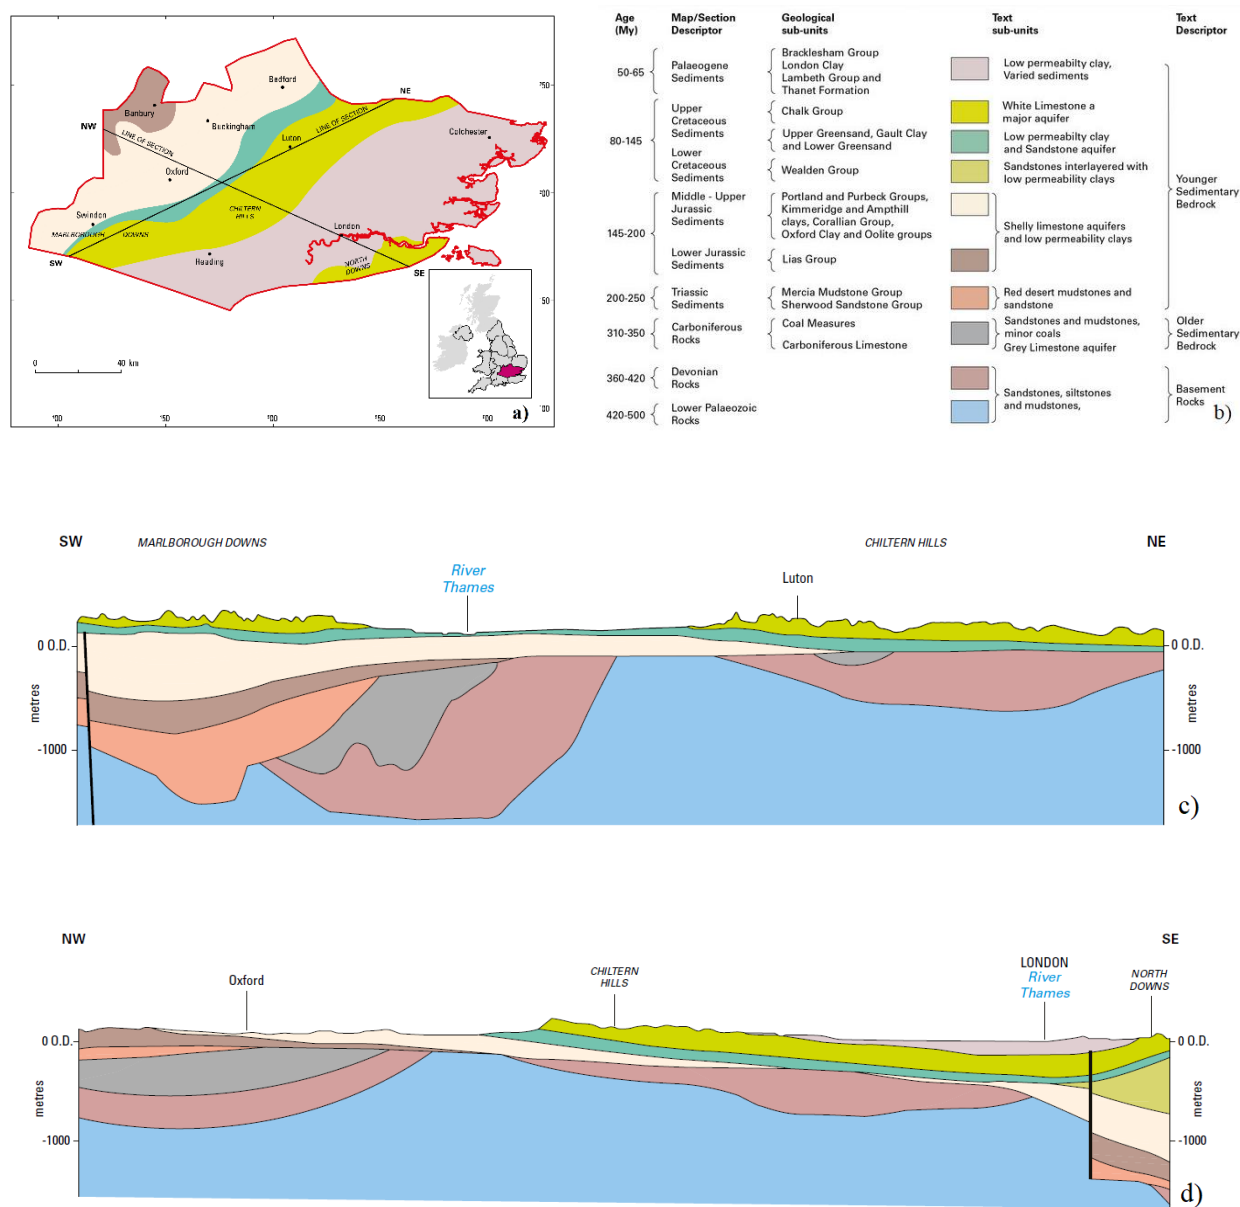 NE
Bedford
Banbury
NW
Buckingham
LINE OF SECTION
LINE OF SECTION
Luton
Colchester
Oxford
CHILTERN
HILLS
Swindon
MARLBOROUGH DOWNS
London
SW
Reading
NORTH
DOWNS
SE
0 40 km
a)
Age
(My)
Map/Section
Descriptor
Geological
sub-units
Text
sub-units
Text
Descriptor
50-65
Palaeogene
Sediments
Bracklesham Group
London Clay
Lambeth Group and
Thanet Formation
Low permeabilty clay,
Varied sediments
80-145
Upper
Cretaceous
Sediments
Chalk Group
White Limestone a
major aquifer
Upper Greensand, Gault Clay
and Lower Greensand
Low permeabilty clay
and Sandstone aquifer
Lower
Cretaceous
Sediments
Wealden Group
Sandstones interlayered with
low permeability clays
Younger
Sedimentary
Bedrock
145-200
Middle - Upper
Jurassic
Sediments
Portland and Purbeck Groups,
Kimmeridge and Ampthill
clays, Corallian Group,
Oxford Clay and Oolite groups
Shelly limestone aquifers
and low permeability clays
Lower Jurassic
Sediments
Lias Group
200-250
Triassic
Sediments
Mercia Mudstone Group
Sherwood Sandstone Group
Red desert mudstones and
sandstone
310-350
Carboniferous
Rocks
Coal Measures
Carboniferous Limestone
Sandstones and mudstones,
minor coals
Grey Limestone aquifer
Older
Sedimentary
Bedrock
360-420
Devonian
Rocks
Sandstones, siltstones
and mudstones,
Basement
Rocks
420-500
Lower Palaeozoic
Rocks
b)
SW
MARLBOROUGH DOWNS
CHILTERN HILLS
NE
River
Thames
Luton
0 O.D.
0 O.D.
metres
metres
-1000
-1000
c)
NW
SE
Oxford
CHILTERN
HILLS
LONDON
River
Thames
NORTH
DOWNS
0 O.D.
0 O.D.
metres
metres
-1000
-1000
d)